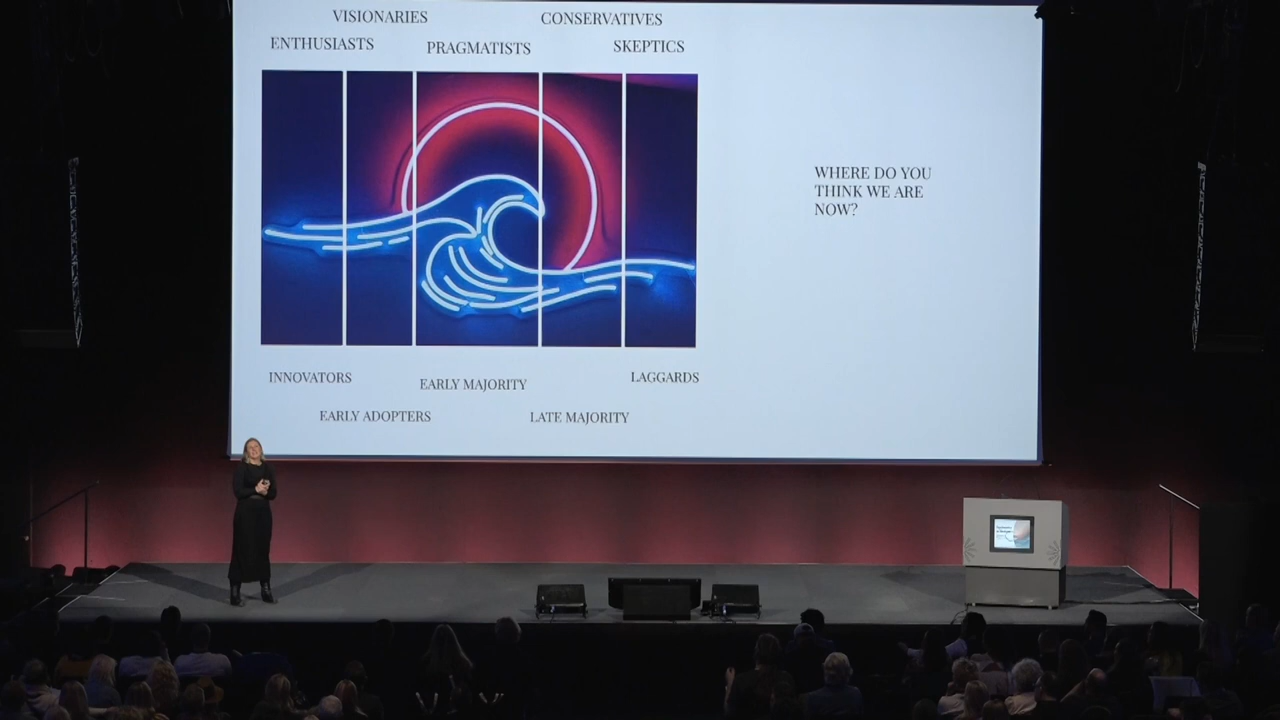 VISIONARIES
CONSERVATIVES
ENTHUSIASTS
PRAGMATISTS
SKEPTICS
WHERE DO YOU
THINK WE ARE
NOW?
INNOVATORS
EARLY MAJORITY
LAGGARDS
EARLY ADOPTERS
LATE MAJORITY